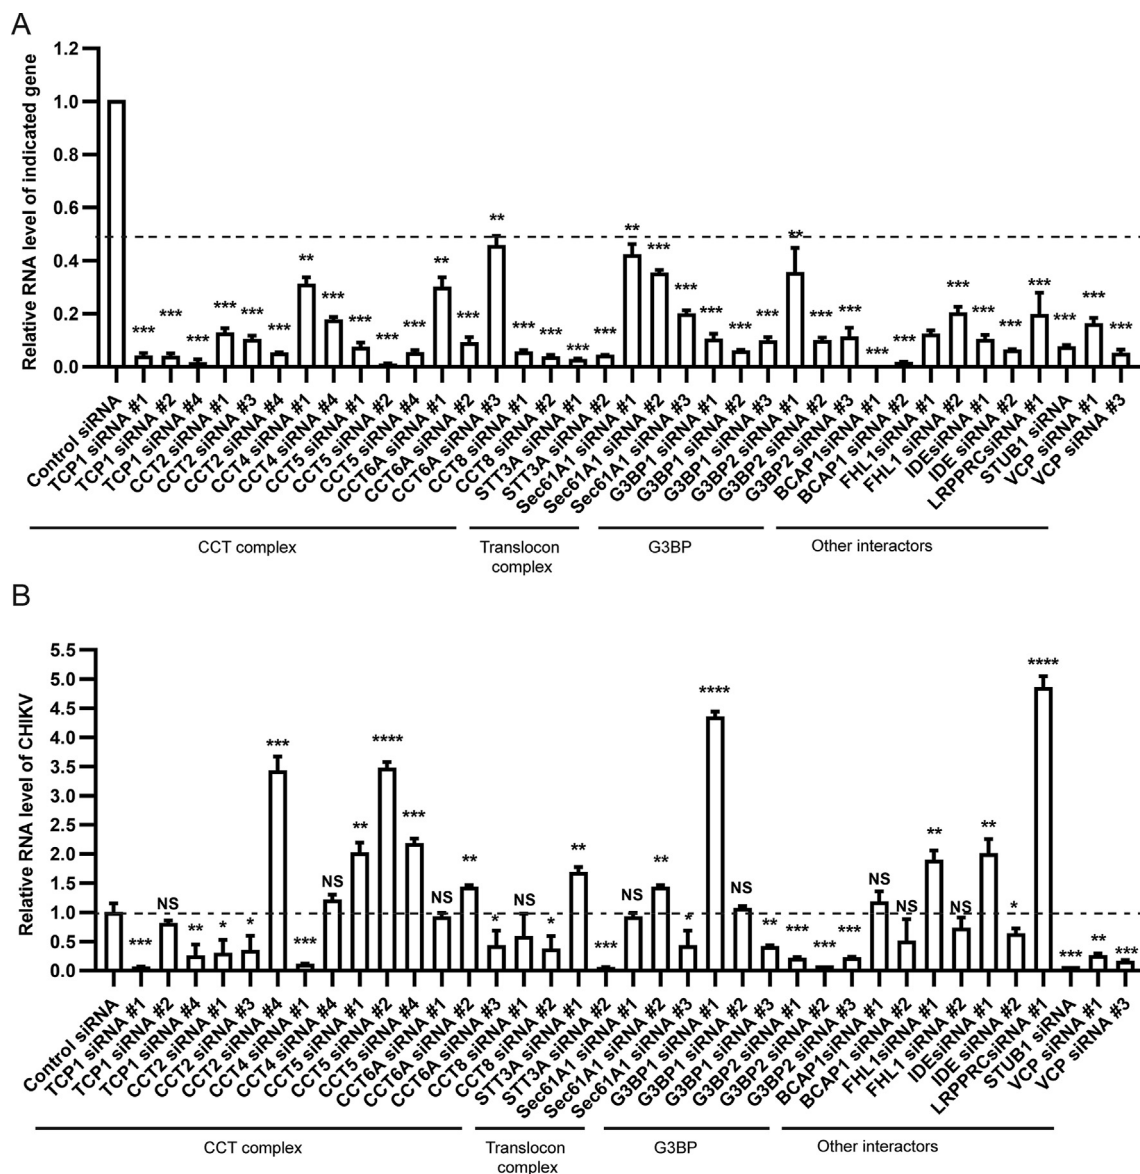 A
Relative RNA level of indicated gene
1.2
1.0
0.8
0.6
0.4
0.2
0.0
***
***
***
***
***
***
**
***
***
***
***
**
***
**
***
***
***
***
**
***
***
***
***
***
**
***
***
***
***
***
***
***
***
***
***
***
Control siRNA
TCP1 siRNA #1
TCP1 siRNA #2
TCP1 siRNA #4
CCT2 siRNA #1
CCT2 siRNA #3
CCT2 siRNA #4
CCT4 siRNA #1
CCT4 siRNA #4
CCT5 siRNA #1
CCT5 siRNA #2
CCT5 siRNA #4
CCT6A siRNA #1
CCT6A siRNA #2
CCT6A siRNA #3
CCT8 siRNA #1
CCT8 siRNA #2
STT3A siRNA #1
STT3A siRNA #2
Sec61A1 siRNA #1
Sec61A1 siRNA #2
Sec61A1 siRNA #3
G3BP1 siRNA #1
G3BP1 siRNA #2
G3BP1 siRNA #3
G3BP2 siRNA #1
G3BP2 siRNA #2
G3BP2 siRNA #3
BCAP1siRNA #1
BCAP1 siRNA #2
FHL1siRNA #1
FHL1 siRNA #2
IDEsiRNA #1
IDE siRNA #2
LRPPRCsiRNA #1
STUB1 siRNA
VCP siRNA #1
VCP siRNA #3
CCT complex
Translocon
complex
G3BP
Other interactors
B
Relative RNA level of CHIKV
5.5
5.0
4.5
4.0
3.5
3.0
2.5
2.0
1.5
1.0
0.5
0.0
***
NS
**
*
*
***
***
NS
**
****
***
NS
**
*
NS
*
**
***
NS
**
*
****
NS
**
***
***
***
NS
NS
**
NS
**
*
****
***
**
***
Control siRNA
TCP1 siRNA #1
TCP1 siRNA #2
TCP1 siRNA #4
CCT2 siRNA #1
CCT2 siRNA #3
CCT2 siRNA #4
CCT4 siRNA #1
CCT4 siRNA #4
CCT5 siRNA #1
CCT5 siRNA #2
CCT5 siRNA #4
CCT6A siRNA #1
CCT6A siRNA #2
CCT6A siRNA #3
CCT8 siRNA #1
CCT8 siRNA #2
STT3A siRNA #1
STT3A siRNA #2
Sec61A1 siRNA #1
Sec61A1 siRNA #2
Sec61A1 siRNA #3
G3BP1 siRNA #1
G3BP1 siRNA #2
G3BP1 siRNA #3
G3BP2 siRNA #1
G3BP2 siRNA #2
G3BP2 siRNA #3
BCAP1siRNA #1
BCAP1 siRNA #2
FHL1siRNA #1
FHL1 siRNA #2
IDEsiRNA #1
IDE siRNA #2
LRPPRCsiRNA #1
STUB1 siRNA
VCP siRNA #1
VCP siRNA #3
CCT complex
Translocon
complex
G3BP
Other interactors